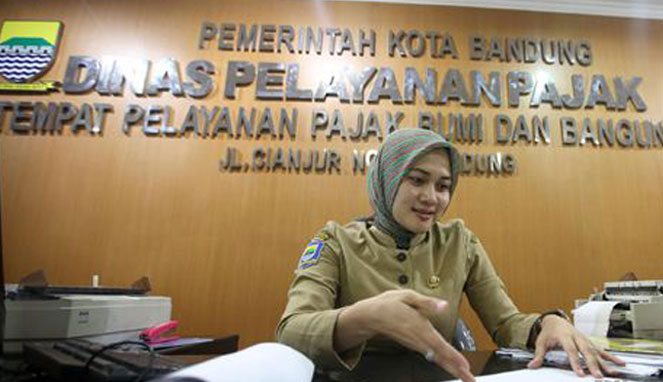 PEMERINTAH KOTA BANDUNG
DINAS PELAYANAN PAJAK
TEMPAT PELAYANAN PAJAK BUMI DAN BANGUN
JL. CIANJUR NO